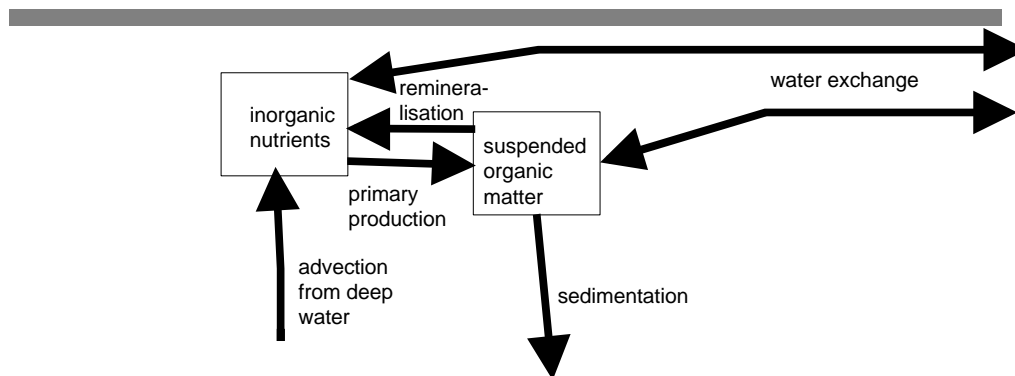 water exchange
reminera-
lisation
inorganic
nutrients
suspended
organic
matter
primary
production
advection
from deep
water
sedimentation